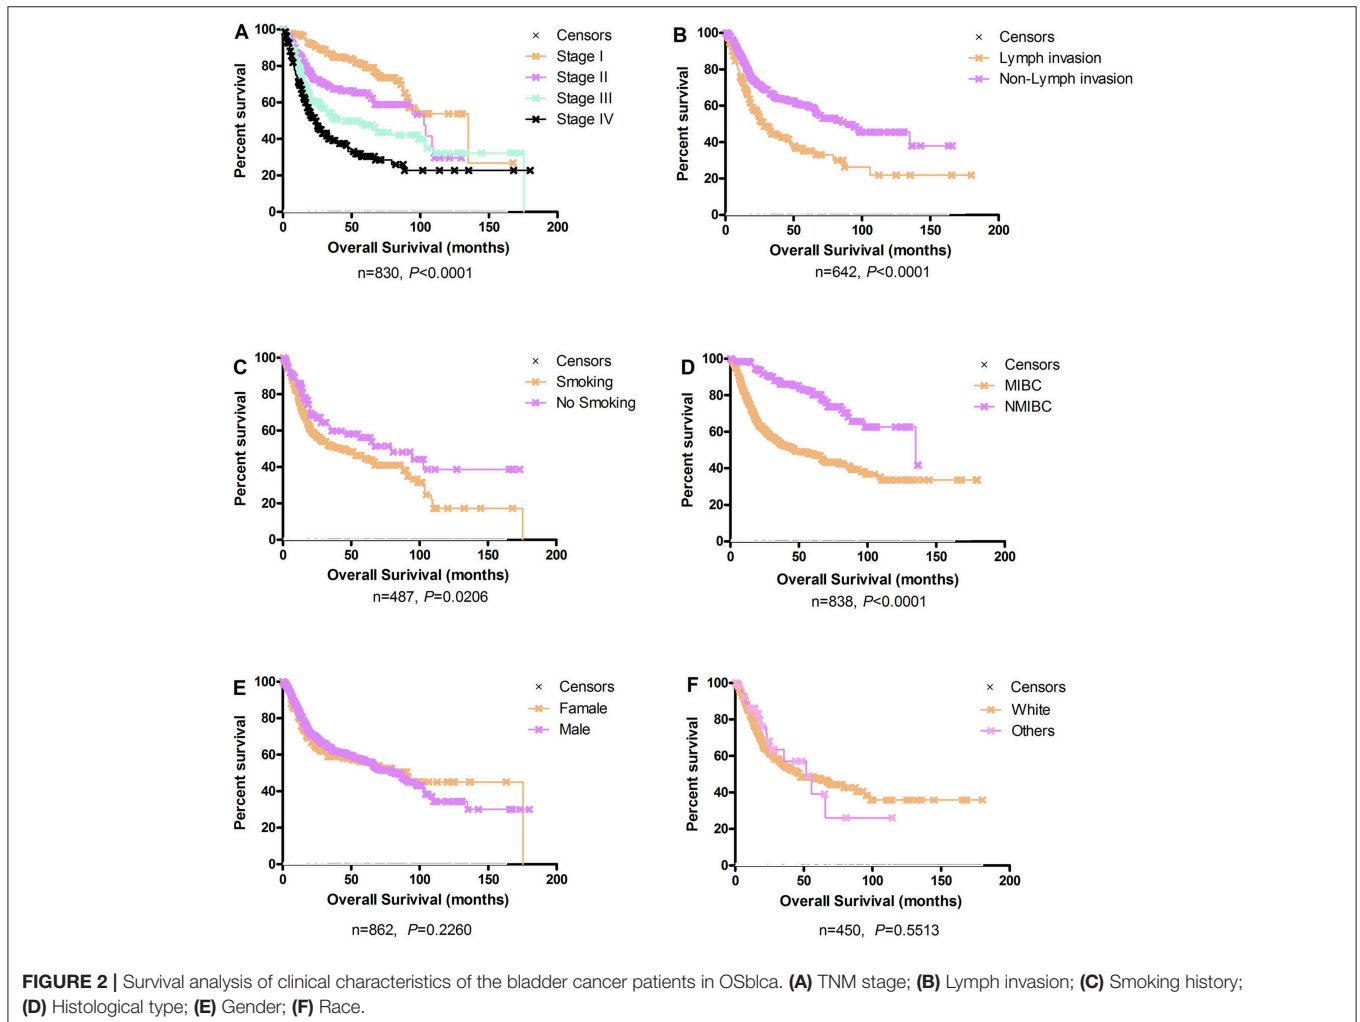 A
Percent survival
100
80
60
40
20
0
0 50 100 150 200
Overall Surivival (months)
n=830, P<0.0001
× Censors
Stage I
Stage II
Stage III
Stage IV
B
Percent survival
100
80
60
40
20
0
0 50 100 150 200
Overall Surivival (months)
n=642, P<0.0001
× Censors
Lymph invasion
Non-Lymph invasion
C
Percent survival
100
80
60
40
20
0
0 50 100 150 200
Overall Surivival (months)
n=487, P=0.0206
× Censors
Smoking
No Smoking
D
Percent survival
100
80
60
40
20
0
0 50 100 150 200
Overall Surivival (months)
n=838, P<0.0001
× Censors
MIBC
NMIBC
E
Percent survival
100
80
60
40
20
0
0 50 100 150 200
Overall Surivival (months)
n=862, P=0.2260
× Censors
Famale
Male
F
Percent survival
100
80
60
40
20
0
0 50 100 150 200
Overall Surivival (months)
n=450, P=0.5513
× Censors
White
Others
FIGURE 2 | Survival analysis of clinical characteristics of the bladder cancer patients in OSblca. (A) TNM stage; (B) Lymph invasion; (C) Smoking history;
(D) Histological type; (E) Gender; (F) Race.